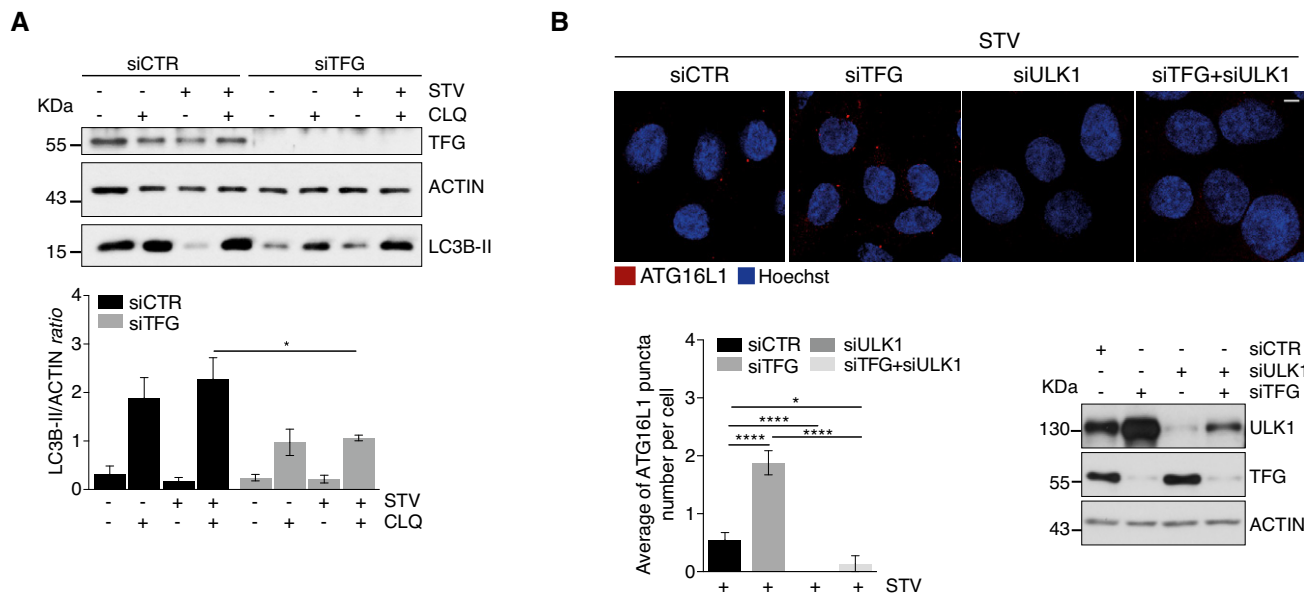 A
siCTR siTFG
- - + + - - + + STV
KDa - + - + - + - + CLQ
55 TFG
43 ACTIN
15 LC3B-II
LC3B-II/ACTIN ratio
4
3
2
1
0
siCTR
siTFG
*
- - + + - - + + STV
- + - + - + - + CLQ
B
STV
siCTR siTFG siULK1 siTFG+siULK1
ATG16L1 Hoechst
Average of ATG16L1 puncta
number per cell
4
3
2
1
0
siCTR siULK1
siTFG siTFG+siULK1
*
****
**** ****
+ + + + STV
+ - - - siCTR
- - + + siULK1
KDa - + - + siTFG
130 ULK1
55 TFG
43 ACTIN